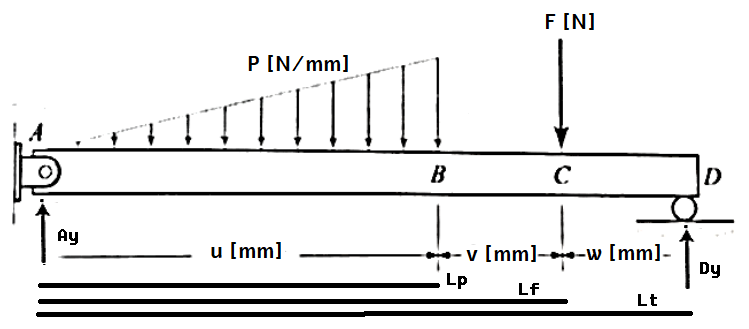 F [N]
P [N/mm]
A
B
C
D
Ay
u [mm]
v [mm]
w [mm]
Dy
Lp
Lf
Lt